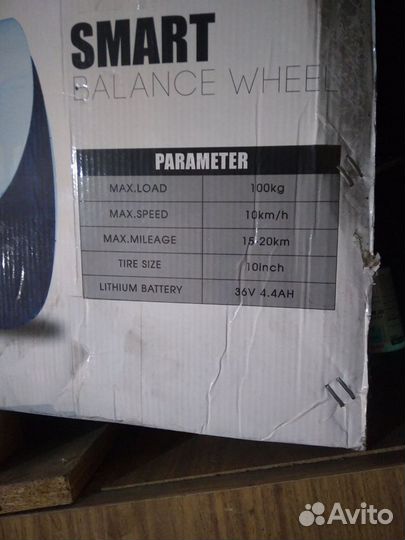 SMART
BALANCE WHEEL
PARAMETER
MAX.LOAD 100kg
MAX.SPEED 10km/h
MAX.MILEAGE 15-20km
TIRE SIZE 10inch
LITHIUM BATTERY 36V 4.4AH
Avito